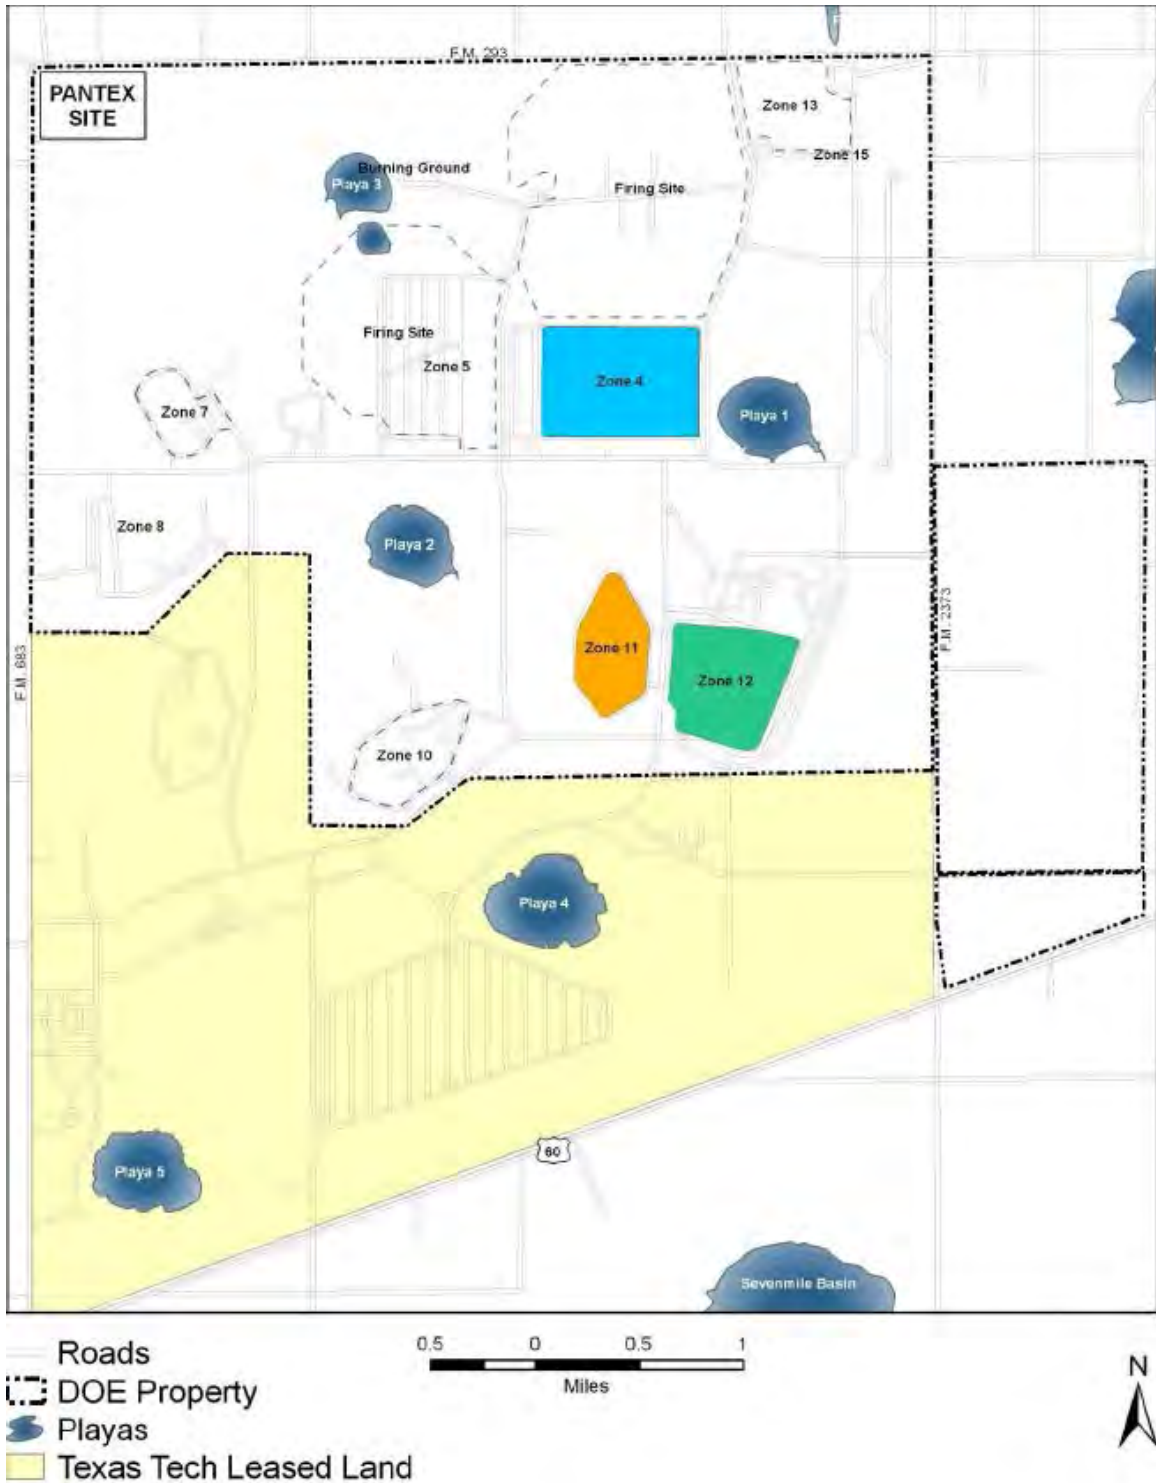 F.M. 293
PANTEX
SITE
Zone 13
Zone 15
Burning Ground
Playa 3
Firing Site
Firing Site
Zone 5
Zone 4
Zone 7
Playa 1
Zone 8
Playa 2
F.M. 2373
F.M. 683
Zone 11
Zone 12
Zone 10
Playa 4
60
Playa 5
Sevenmile Basin
0.5 0 0.5 1
Miles
N
Roads
DOE Property
Playas
Texas Tech Leased Land